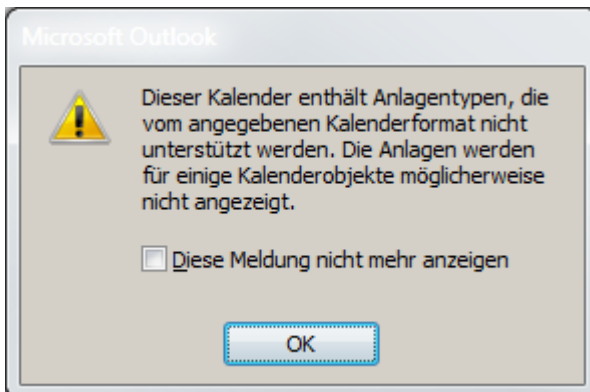 Microsoft Outlook
Dieser Kalender enthält Anlagentypen, die
vom angegebenen Kalenderformat nicht
unterstützt werden. Die Anlagen werden
für einige Kalenderobjekte möglicherweise
nicht angezeigt.
Diese Meldung nicht mehr anzeigen
OK